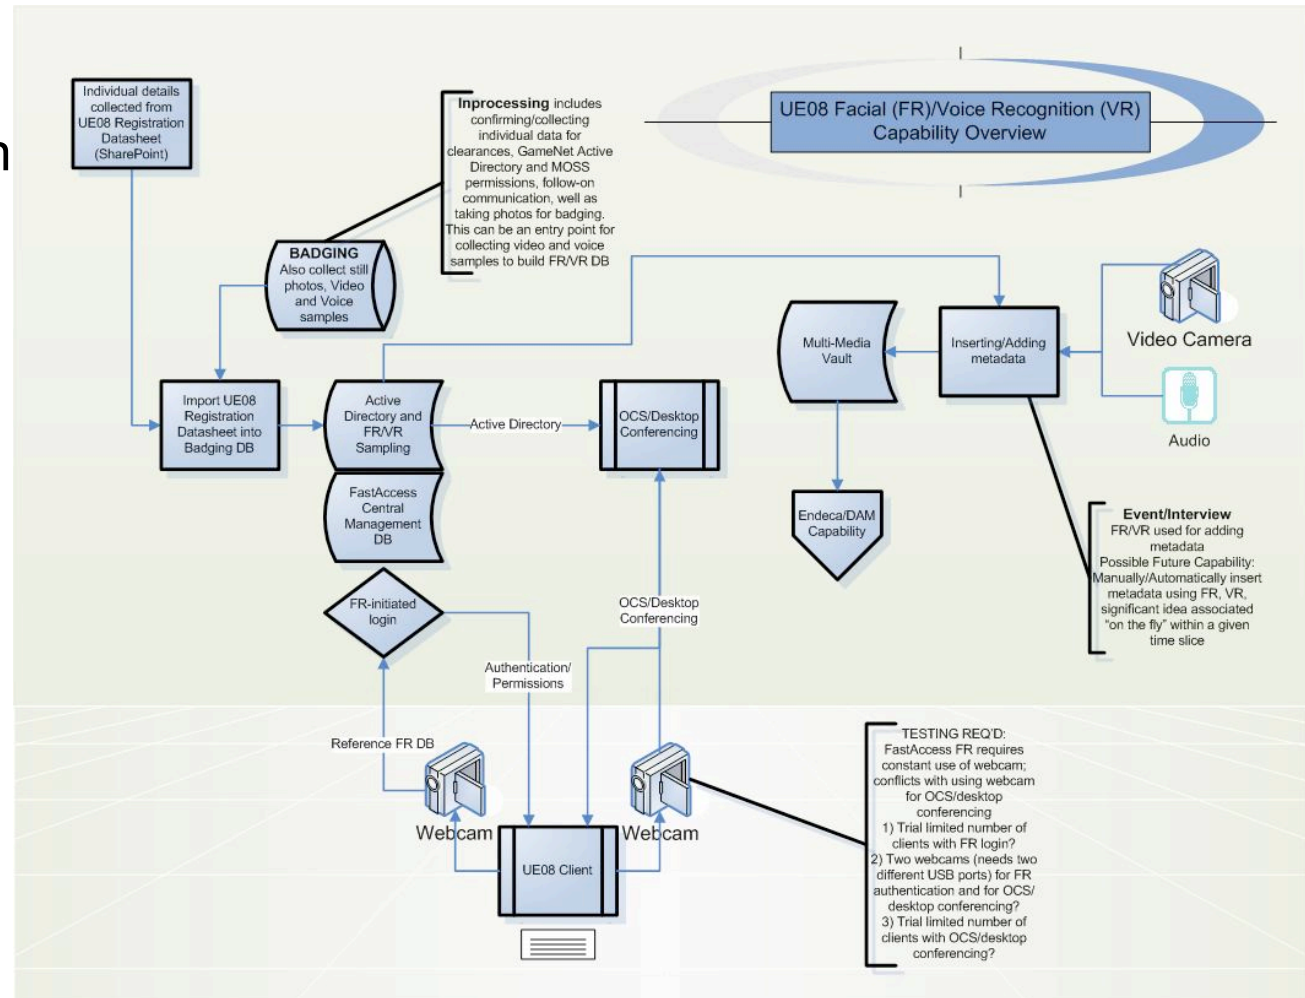 n
UE08 Facial (FR)/Voice Recognition (VR)
Capability Overview
Individual details
collected from
UE08 Registration
Datasheet
(SharePoint)
Inprocessing includes
confirming/collecting
individual data for
clearances, GameNet Active
Directory and MOSS
permissions, follow-on
communication, well as
taking photos for badging.
This can be an entry point for
collecting video and voice
samples to build FR/VR DB
BADGING
Also collect still
photos, Video
and Voice
samples
Import UE08
Registration
Datasheet into
Badging DB
Active
Directory and
FR/VR
Sampling
Active Directory
OCS/Desktop
Conferencing
FastAccess
Central
Management
DB
Multi-Media
Vault
Inserting/Adding
metadata
Video Camera
Audio
Endeca/DAM
Capability
Event/Interview
FR/VR used for adding
metadata
Possible Future Capability:
Manually/Automatically insert
metadata using FR, VR,
significant idea associated
"on the fly" within a given
time slice
FR-initiated
login
OCS/Desktop
Conferencing
Authentication/
Permissions
Reference FR DB
Webcam
Webcam
UE08 Client
TESTING REQ'D:
FastAccess FR requires
constant use of webcam;
conflicts with using webcam
for OCS/desktop
conferencing
1) Trial limited number of
clients with FR login?
2) Two webcams (needs two
different USB ports) for FR
authentication and for OCS/
desktop conferencing?
3) Trial limited number of
clients with OCS/desktop
conferencing?